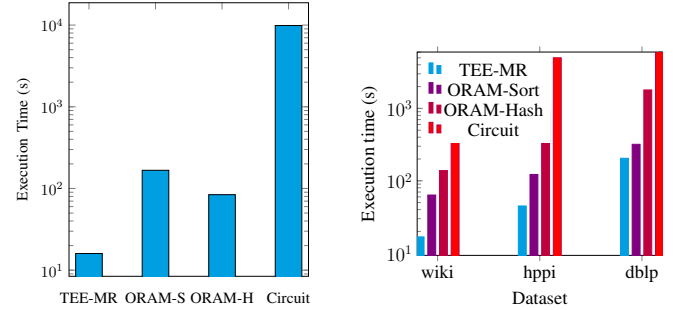 Execution Time (s)
10^4
10^3
10^2
10^1
TEE-MR ORAM-S ORAM-H Circuit
Execution time (s)
10^3
10^2
10^1
TEE-MR
ORAM-Sort
ORAM-Hash
Circuit
wiki hppi dblp
Dataset